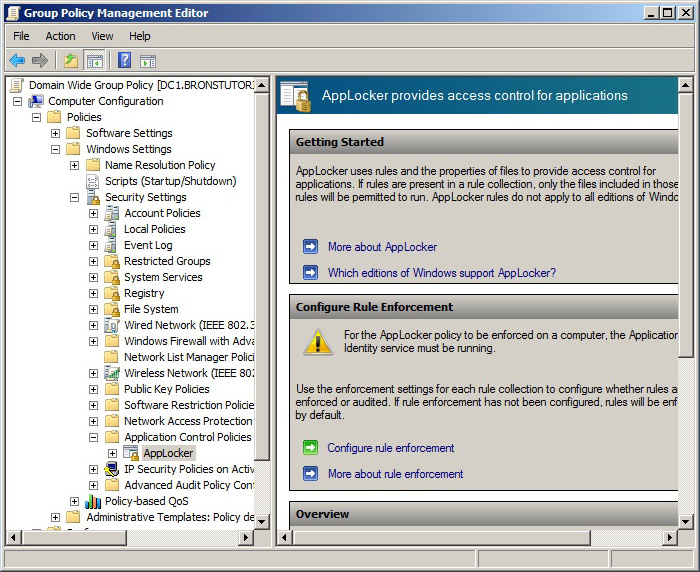 Group Policy Management Editor
File Action View Help
Domain Wide Group Policy [DC1.BRONSTUTOR
Computer Configuration
Policies
Software Settings
Windows Settings
Name Resolution Policy
Scripts (Startup/Shutdown)
Security Settings
Account Policies
Local Policies
Event Log
Restricted Groups
System Services
Registry
File System
Wired Network (IEEE 802.3
Windows Firewall with Adva
Network List Manager Polici
Wireless Network (IEEE 802
Public Key Policies
Software Restriction Policie
Network Access Protection
Application Control Policies
AppLocker
IP Security Policies on Activ
Advanced Audit Policy Con
Policy-based QoS
Administrative Templates: Policy de
AppLocker provides access control for applications
Getting Started
AppLocker uses rules and the properties of files to provide access control for
applications. If rules are present in a rule collection, only the files included in those
rules will be permitted to run. AppLocker rules do not apply to all editions of Windo
More about AppLocker
Which editions of Windows support AppLocker?
Configure Rule Enforcement
For the AppLocker policy to be enforced on a computer, the Application
Identity service must be running.
Use the enforcement settings for each rule collection to configure whether rules a
enforced or audited. If rule enforcement has not been configured, rules will be enf
by default.
Configure rule enforcement
More about rule enforcement
Overview